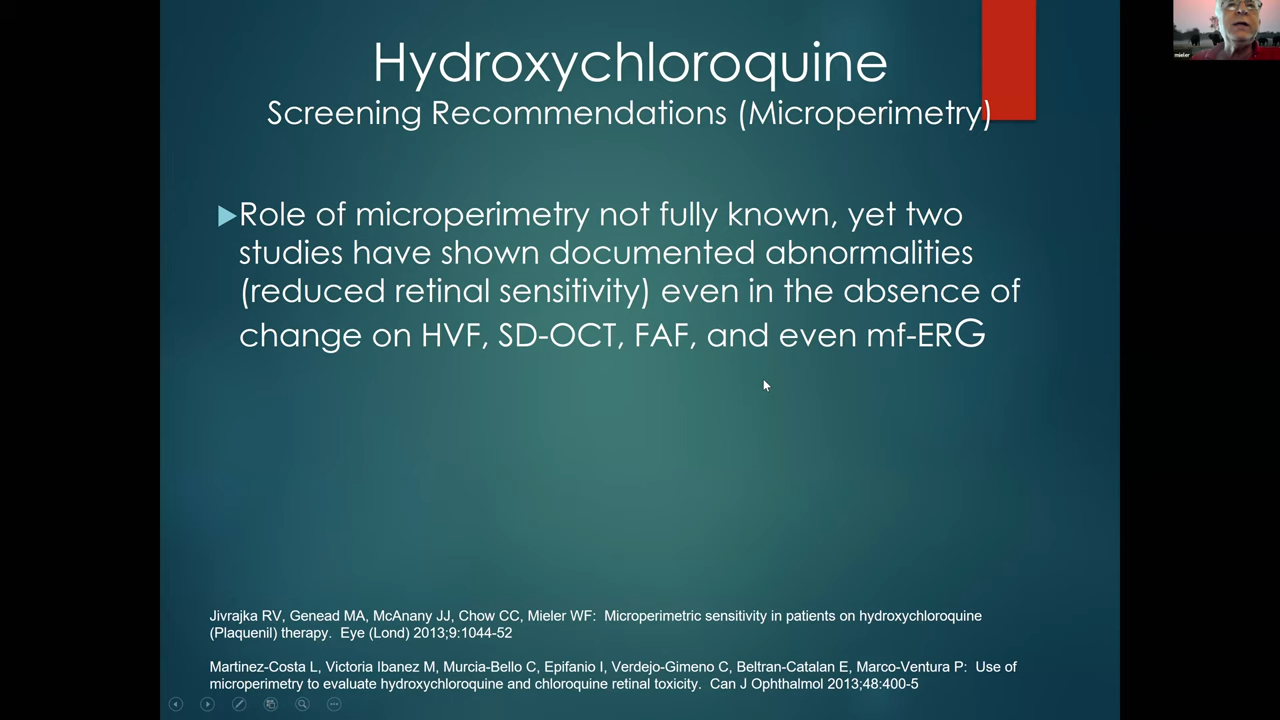 Hydroxychloroquine
Screening Recommendations (Microperimetry)
Role of microperimetry not fully known, yet two
studies have shown documented abnormalities
(reduced retinal sensitivity) even in the absence of
change on HVF, SD-OCT, FAF, and even mf-ERG
Jivrajka RV, Genead MA, McAnany JJ, Chow CC, Mieler WF: Microperimetric sensitivity in patients on hydroxychloroquine
(Plaquenil) therapy. Eye (Lond) 2013;9:1044-52
Martinez-Costa L, Victoria Ibanez M, Murcia-Bello C, Epifanio I, Verdejo-Gimeno C, Beltran-Catalan E, Marco-Ventura P: Use of
microperimetry to evaluate hydroxychloroquine and chloroquine retinal toxicity. Can J Ophthalmol 2013;48:400-5
mieler